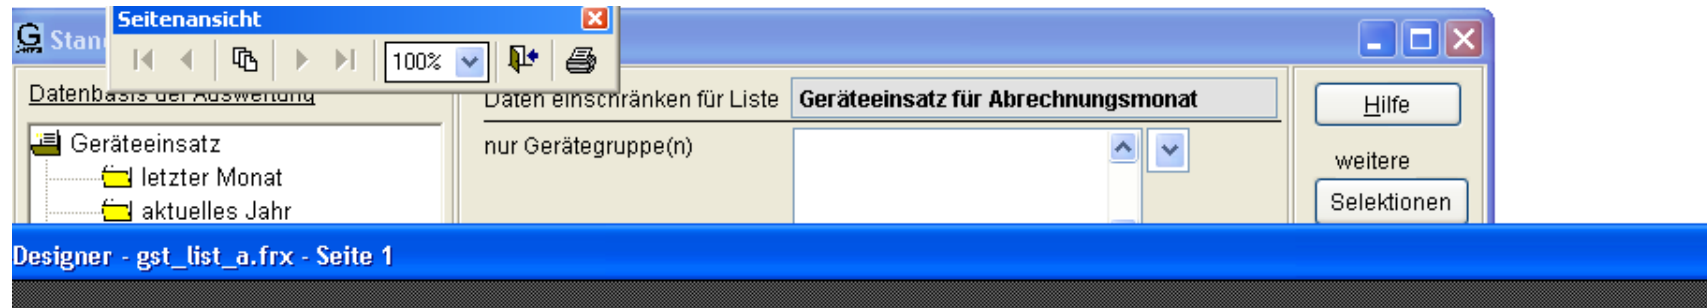 Seitenansicht
G Stan
100%
Datenbasis der Auswertung
Daten einschränken für Liste Geräteeinsatz für Abrechnungsmonat
Hilfe
Geräteeinsatz
nur Gerätegruppe(n)
weitere
letzter Monat
Selektionen
aktuelles Jahr
Designer - gst_list_a.frx - Seite 1